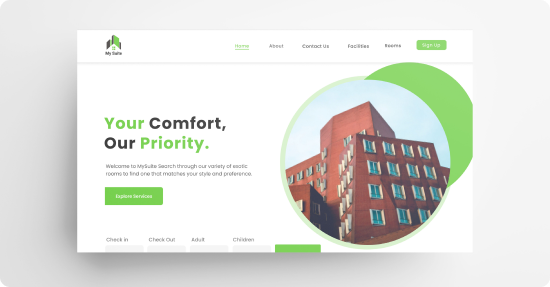 My Suite
Home About Contact Us Facilities Rooms Sign Up
Your Comfort,
Our Priority.
Welcome to MySuite Search through our variety of exotic
rooms to find one that matches your style and preference.
Explore Services
Check in Check Out Adult Children